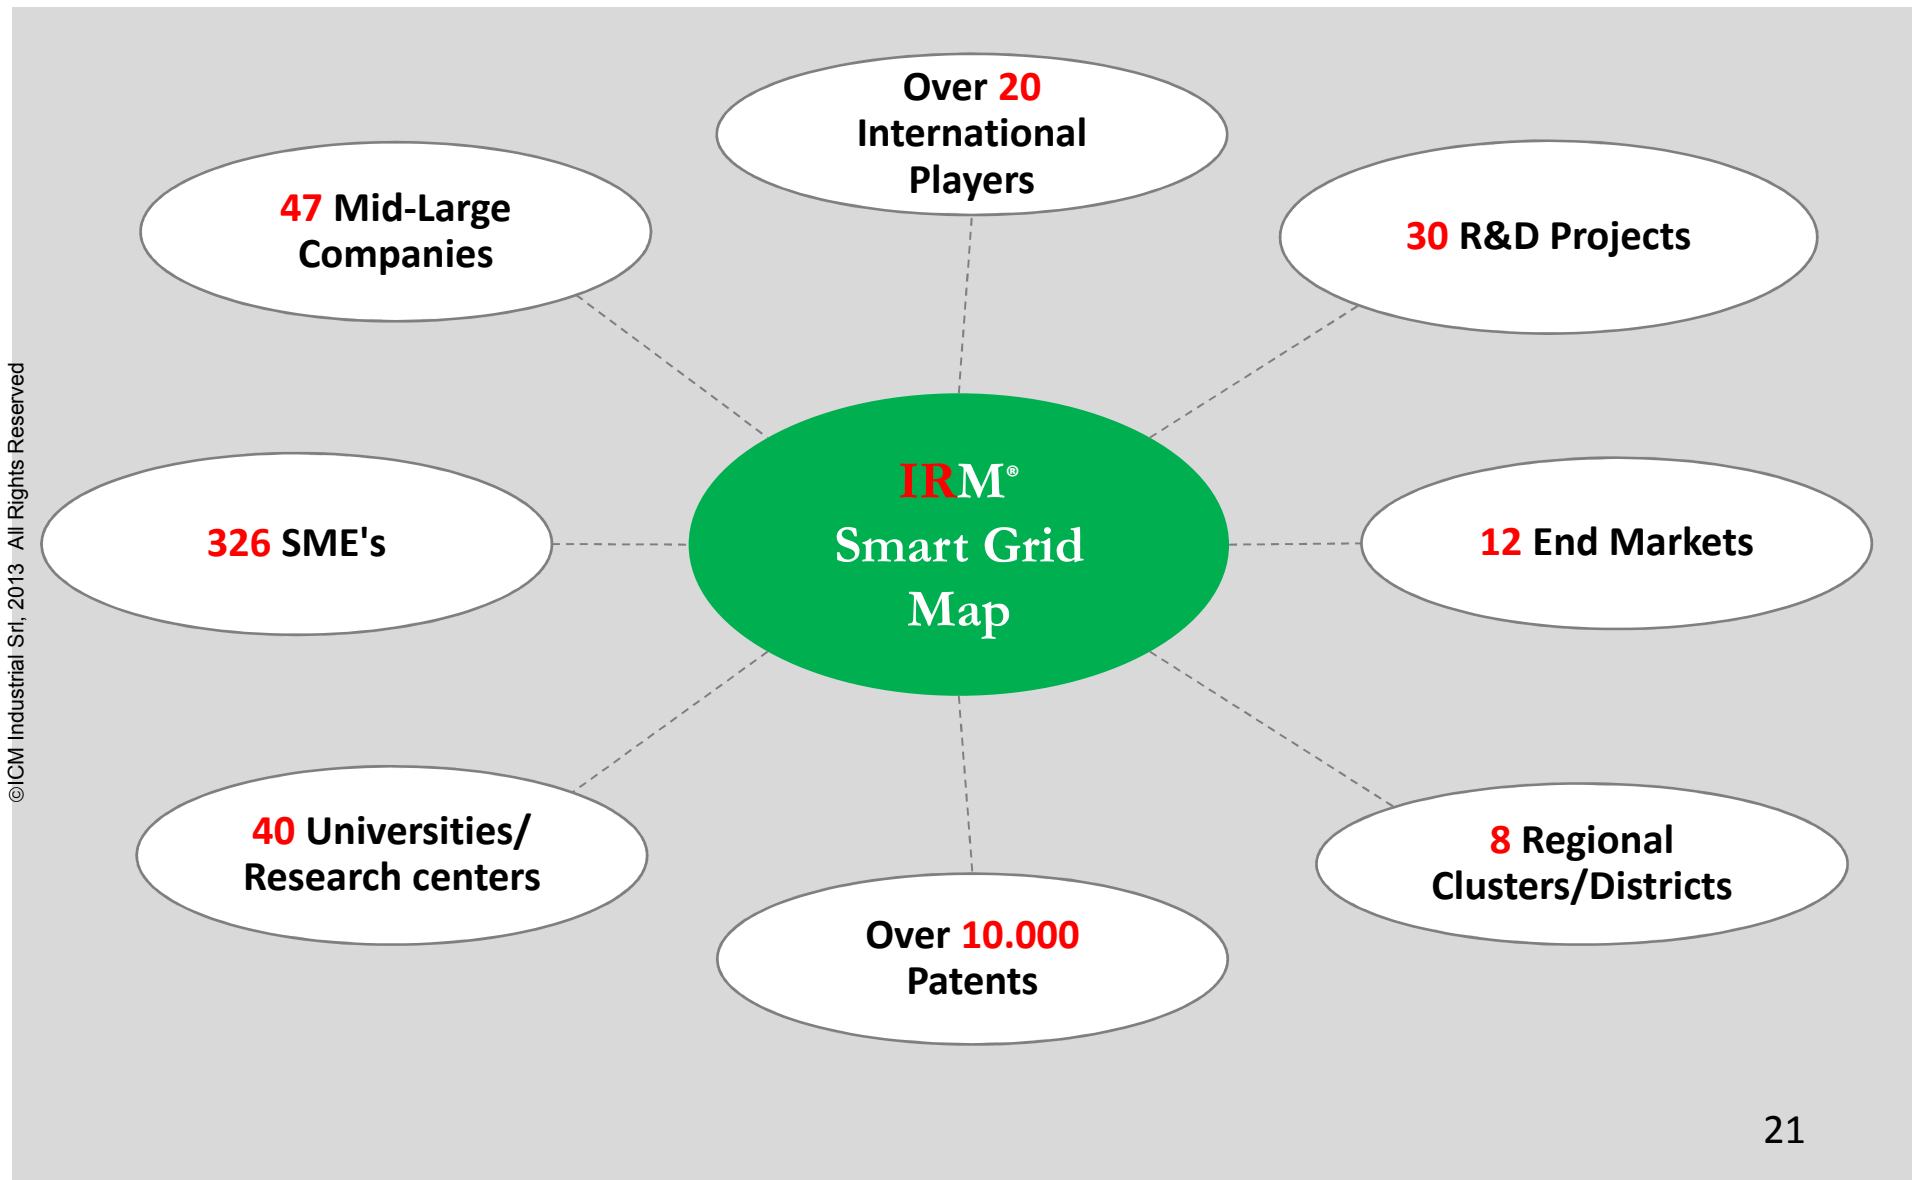 Over 20
International
Players
47 Mid-Large
Companies
30 R&D Projects
IRM®
Smart Grid
Map
326 SME's
12 End Markets
40 Universities/
Research centers
8 Regional
Clusters/Districts
Over 10.000
Patents
©ICM Industrial Srl, 2013 All Rights Reserved
21